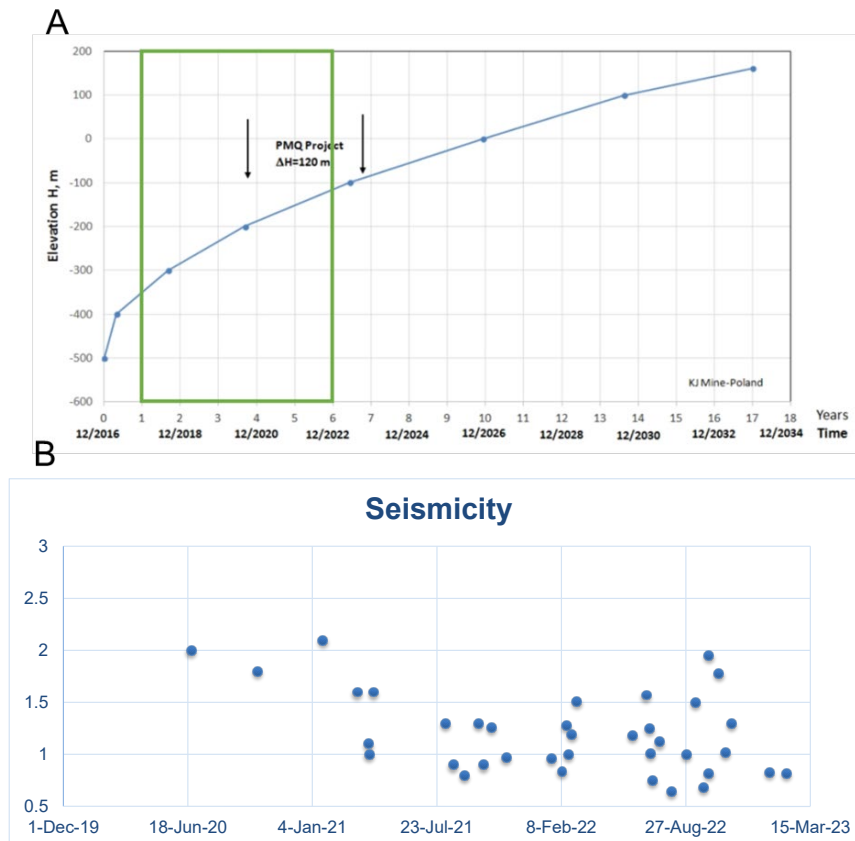 A
200
100
0
-100
-200
-300
-400
-500
-600
Elevation H, m
PMQ Project
ΔH=120 m
KJ Mine-Poland
0 1 2 3 4 5 6 7 8 9 10 11 12 13 14 15 16 17 18 Years
12/2016 12/2018 12/2020 12/2022 12/2024 12/2026 12/2028 12/2030 12/2032 12/2034 Time
B
Seismicity
3
2.5
2
1.5
1
0.5
1-Dec-19 18-Jun-20 4-Jan-21 23-Jul-21 8-Feb-22 27-Aug-22 15-Mar-23